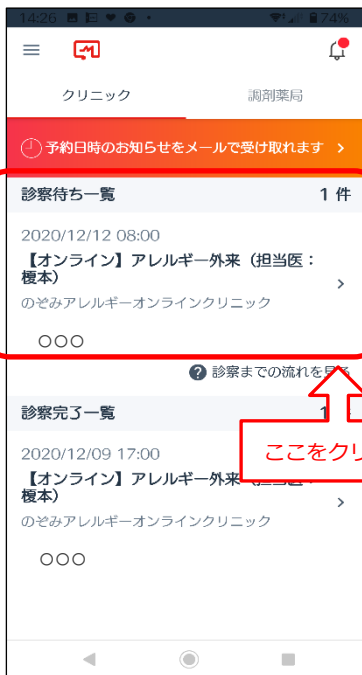 14:26 74%
クリニック 調剤薬局
予約日時のお知らせをメールで受け取れます
診察待ち一覧 1 件
2020/12/12 08:00
【オンライン】アレルギー外来（担当医：
榎本）
のぞみアレルギーオンラインクリニック
○○○
診察までの流れを見る
診察完了一覧 1
2020/12/09 17:00
【オンライン】アレルギー外来（担当医：
榎本）
のぞみアレルギーオンラインクリニック
○○○
ここをクリ